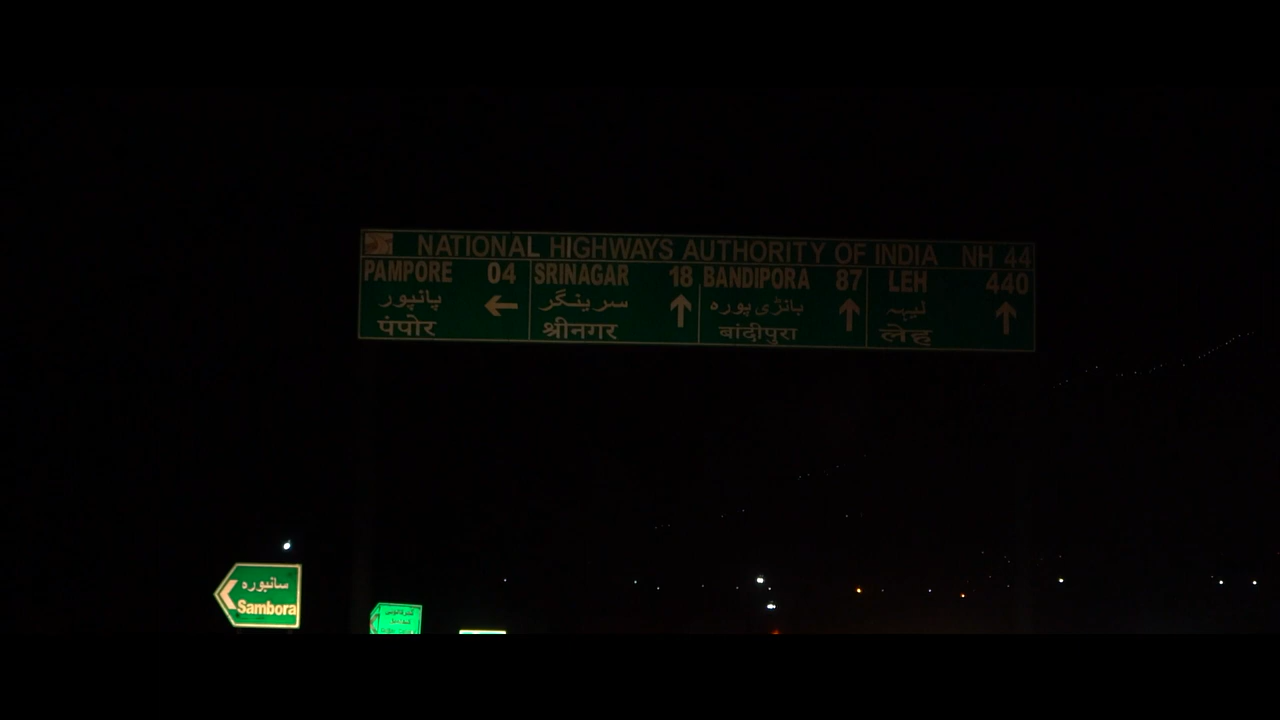 NATIONAL HIGHWAYS AUTHORITY OF INDIA NH 44
PAMPORE 04
پانپور
पंपोर
SRINAGAR 18
سرینگر
श्रीनगर
BANDIPORA 87
بانڈی پورہ
बांदीपुरा
LEH 440
لیہہ
लेह
سانبورہ
Sambora